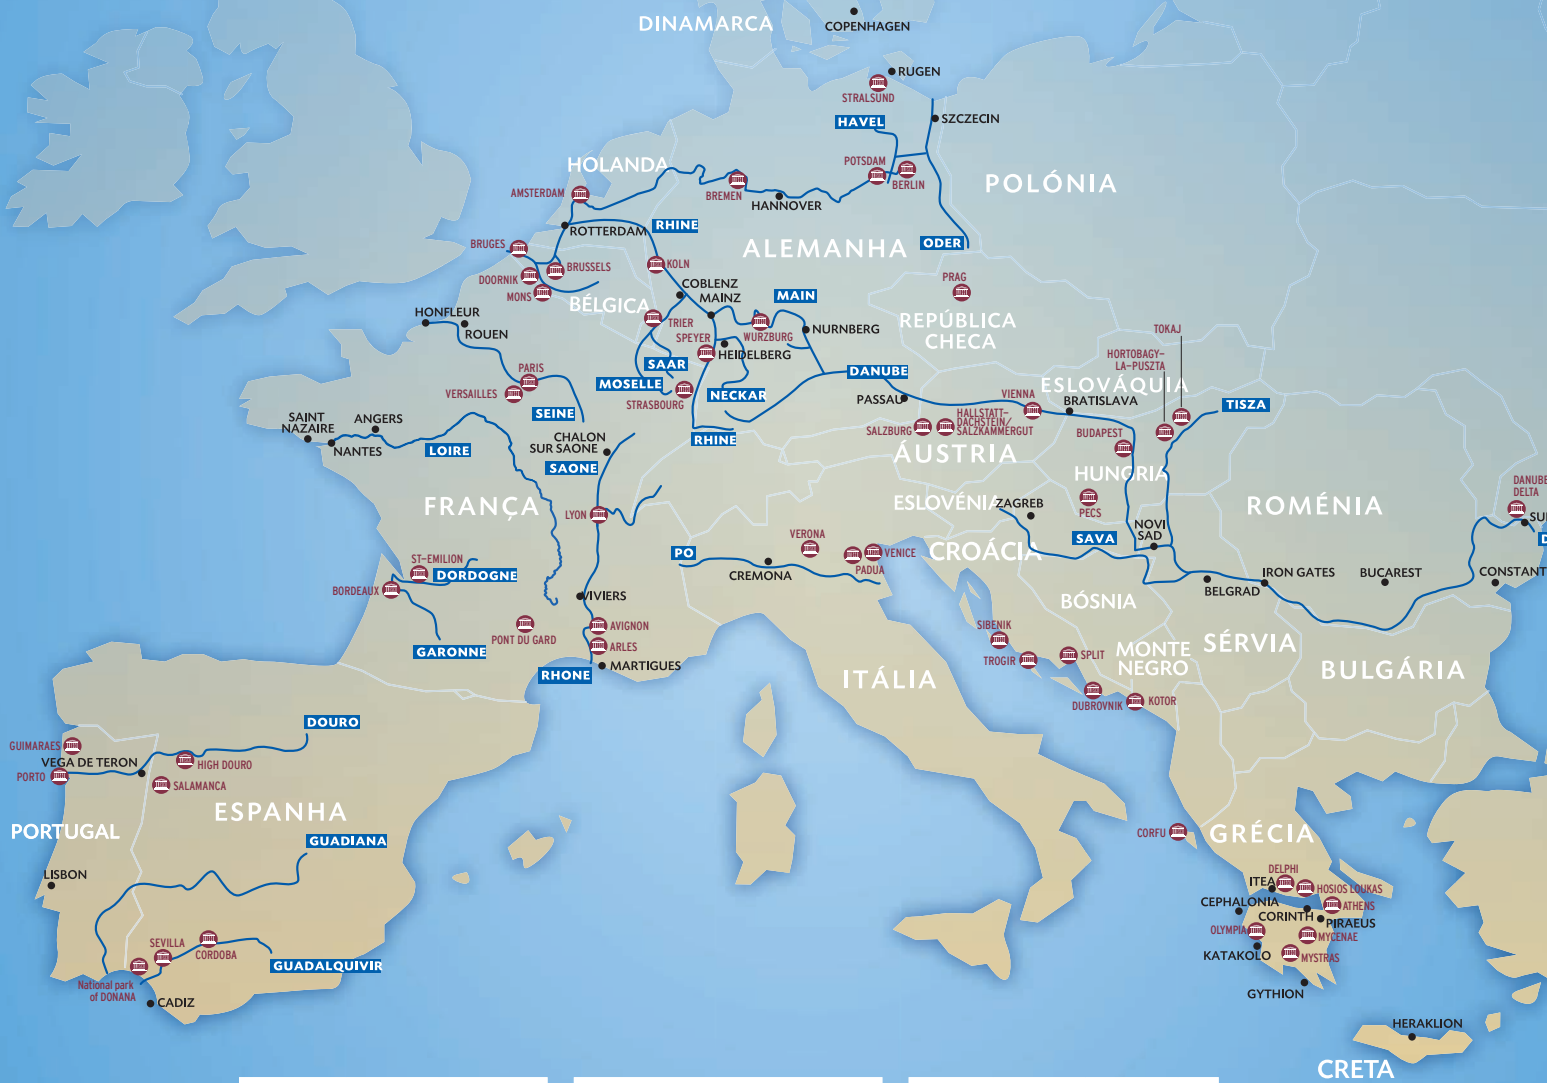 DINAMARCA
COPENHAGEN
RUGEN
STRALSUND
HAVEL
SZCZECIN
HOLANDA
POTSDAM
BERLIN
POLÓNIA
AMSTERDAM
BREMEN
HANNOVER
ROTTERDAM
RHINE
BRUGES
ALEMANHA
ODER
BRUSSELS
KOLN
DOORNIK
PRAG
COBLENZ
MONS
BÉLGICA
MAINZ
MAIN
HONFLEUR
ROUEN
TRIER
NURNBERG
REPÚBLICA
CHECA
TOKAJ
SPEYER
WURZBURG
HEIDELBERG
HORTOBAGY-
LA-PUSZTA
PARIS
SAAR
DANUBE
MOSELLE
ESLOVÁQUIA
VERSAILLES
STRASBOURG
NECKAR
PASSAU
VIENNA
BRATISLAVA
TISZA
SAINT
NAZAIRE
ANGERS
SEINE
HALLSTATT-
DACHSTEIN/
SALZKAMMERGUT
SALZBURG
BUDAPEST
NANTES
LOIRE
CHALON
SUR SAONE
RHINE
ÁUSTRIA
SAONE
HUNGRIA
DANUBE
DELTA
FRANÇA
LYON
ESLOVÉNIA
ZAGREB
PECS
ROMÉNIA
SU
NOVI
SAD
VERONA
SAVA
D
PO
VENICE
CROÁCIA
ST-EMILION
PADUA
CREMONA
DORDOGNE
IRON GATES
BUCAREST
CONSTANT
BORDEAUX
VIVIERS
BELGRAD
BÓSNIA
AVIGNON
SIBENIK
PONT DU GARD
ARLES
GARONNE
SÉRVIA
MONTE
NEGRO
SPLIT
TROGIR
MARTIGUES
RHONE
ITÁLIA
BULGÁRIA
DUBROVNIK
KOTOR
DOURO
GUIMARAES
VEGA DE TERON
HIGH DOURO
PORTO
SALAMANCA
ESPANHA
PORTUGAL
GUADIANA
CORFU
GRÉCIA
LISBON
DELPHI
ITEA
HOSIOS LOUKAS
CEPHALONIA
ATHENS
CORINTH
PIRAEUS
OLYMPIA
MYCENAE
SEVILLA
CORDOBA
KATAKOLO
MYSTRAS
GUADALQUIVIR
National park
of DONANA
GYTHION
CADIZ
HERAKLION
CRETA